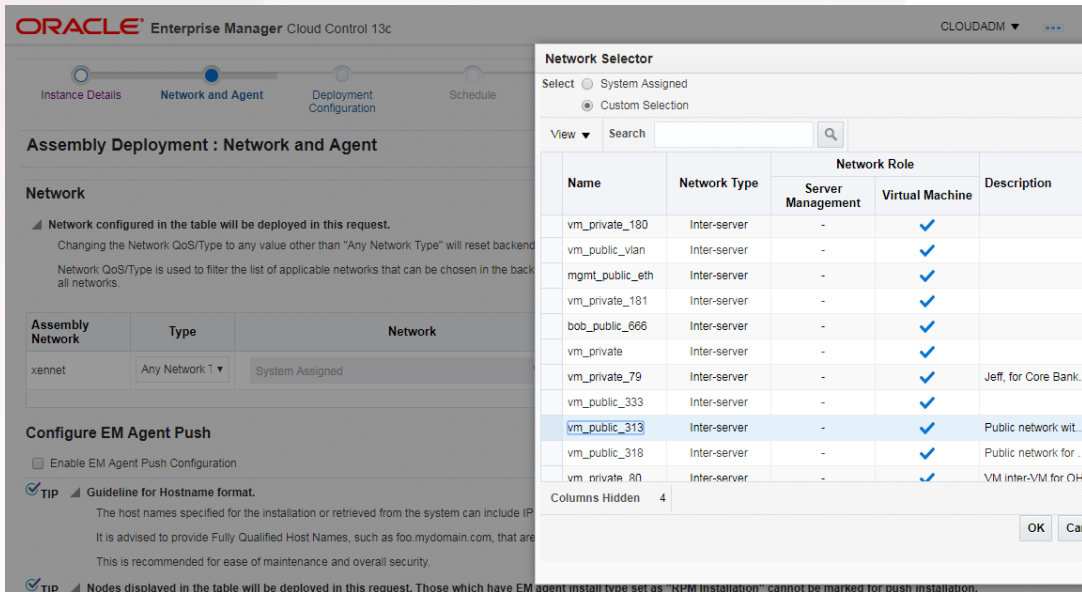 ORACLE® Enterprise Manager Cloud Control 13c
CLOUDADM
Instance Details
Network and Agent
Deployment Configuration
Schedule
Assembly Deployment : Network and Agent
Network
Network configured in the table will be deployed in this request.
Changing the Network QoS/Type to any value other than "Any Network Type" will reset backend
Network QoS/Type is used to filter the list of applicable networks that can be chosen in the back
all networks.
Assembly Network Type Network
xennet Any Network T System Assigned
Configure EM Agent Push
Enable EM Agent Push Configuration
TIP Guideline for Hostname format.
The host names specified for the installation or retrieved from the system can include IP
It is advised to provide Fully Qualified Host Names, such as foo.mydomain.com, that are
This is recommended for ease of maintenance and overall security.
TIP Nodes displayed in the table will be deployed in this request. Those which have EM agent install type set as "RPM Installation" cannot be marked for push installation.
Network Selector
Select System Assigned
Custom Selection
View Search
Network Role
Name Network Type Server Management Virtual Machine Description
vm_private_180 Inter-server -
vm_public_vlan Inter-server -
mgmt_public_eth Inter-server -
vm_private_181 Inter-server -
bob_public_666 Inter-server -
vm_private Inter-server -
vm_private_79 Inter-server - Jeff, for Core Bank..
vm_public_333 Inter-server -
vm_public_313 Inter-server - Public network wit...
vm_public_318 Inter-server - Public network for ..
vm_private_80 Inter-server - VM inter-VM for OH
Columns Hidden 4
OK Ca